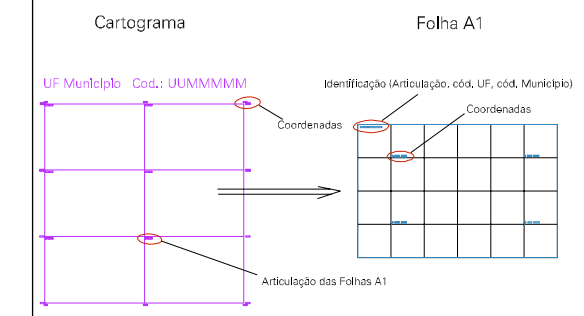 Cartograma
Folha A1
UF Município Cod.: UUMMMMM
Identificação (Articulação, cód. UF, cód. Município)
Coordenadas
Coordenadas
Articulação das Folhas A1